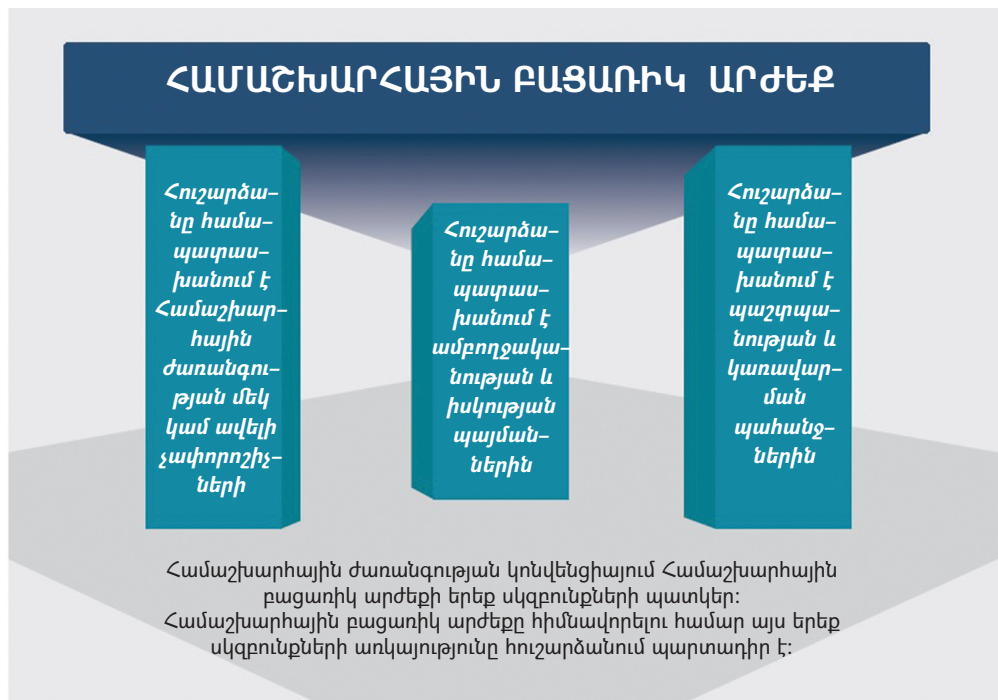 ՀԱՄԱՇԽԱՐՀԱՅԻՆ ԲԱՑԱՌԻԿ ԱՐԺԵՔ
Հուշարձա–
նը համա–
պատաս–
խանում է
Համաշխար–
հային
ժառանգու–
թյան մեկ
կամ ավելի
չափորոշիչ–
ների
Հուշարձա–
նը համա–
պատաս–
խանում է
ամբողջակա–
նության և
իսկության
պայման–
ներին
Հուշարձա–
նը համա–
պատաս–
խանում է
պաշտպա–
նության և
կառավար–
ման
պահանջ–
ներին
Համաշխարհային ժառանգության կոնվենցիայում Համաշխարհային
բացառիկ արժեքի երեք սկզբունքների պատկեր:
Համաշխարհային բացառիկ արժեքը հիմնավորելու համար այս երեք
սկզբունքների առկայությունը հուշարձանում պարտադիր է: